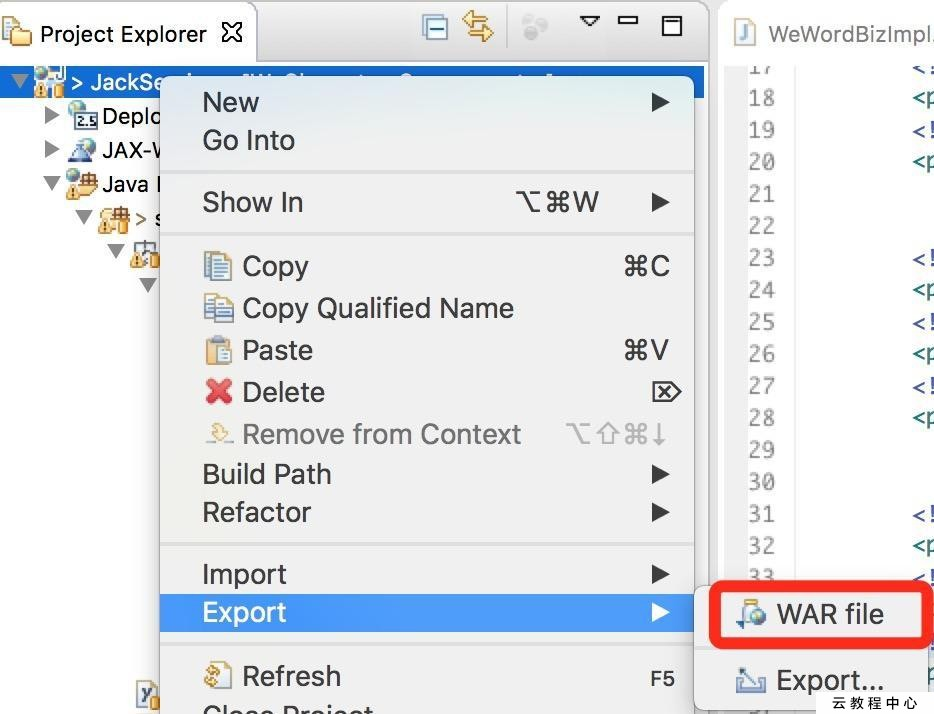 Project Explorer
WeWordBizImpl.
> JackSe
Deplo
JAX-W
Java
> s
New
Go Into
Show In ⌥⌘W
Copy ⌘C
Copy Qualified Name
Paste ⌘V
Delete ⌦
Remove from Context ⌥⇧⌘↓
Build Path
Refactor
Import
Export
WAR file
Refresh F5
Export...
Close Project
17 <!
18 <p
19 <!
20 <p
21
22
23 <!
24 <p
25 <!
26 <p
27 <!
28 <p
29
30
31 <!
32 <p
33 <!
云教程中心